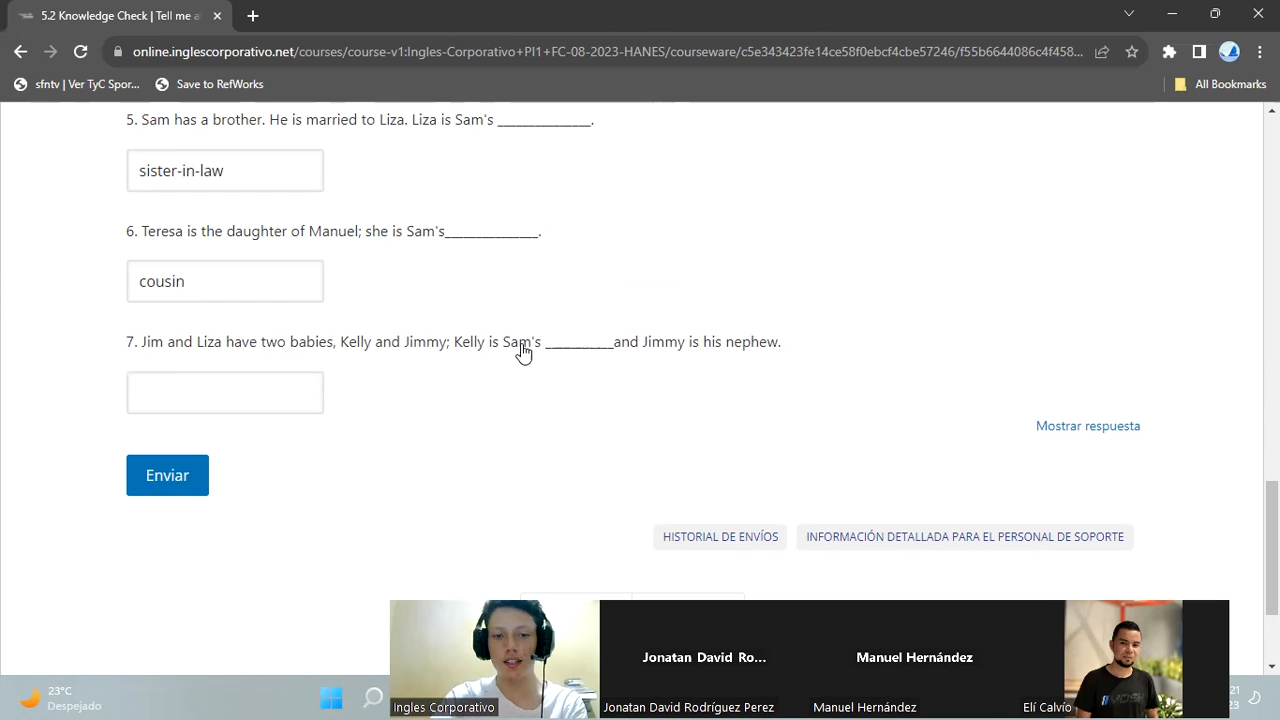 5.2 Knowledge Check | Tell me a
online.inglescorporativo.net/courses/course-v1:Ingles-Corporativo+PI1+FC-08-2023-HANES/courseware/c5e343423fe14ce58f0ebcf4cbe57246/f55b6644086c4f458...
sfntv | Ver TyC Spor...
Save to RefWorks
All Bookmarks
5. Sam has a brother. He is married to Liza. Liza is Sam's _______________.
sister-in-law
6. Teresa is the daughter of Manuel; she is Sam's_______________.
cousin
7. Jim and Liza have two babies, Kelly and Jimmy; Kelly is Sam's ___________and Jimmy is his nephew.
Mostrar respuesta
Enviar
HISTORIAL DE ENVÍOS
INFORMACIÓN DETALLADA PARA EL PERSONAL DE SOPORTE
Jonatan David Ro...
Manuel Hernández
Ingles Corporativo
Jonatan David Rodríguez Perez
Manuel Hernández
Elí Calvío
23°C
Despejado